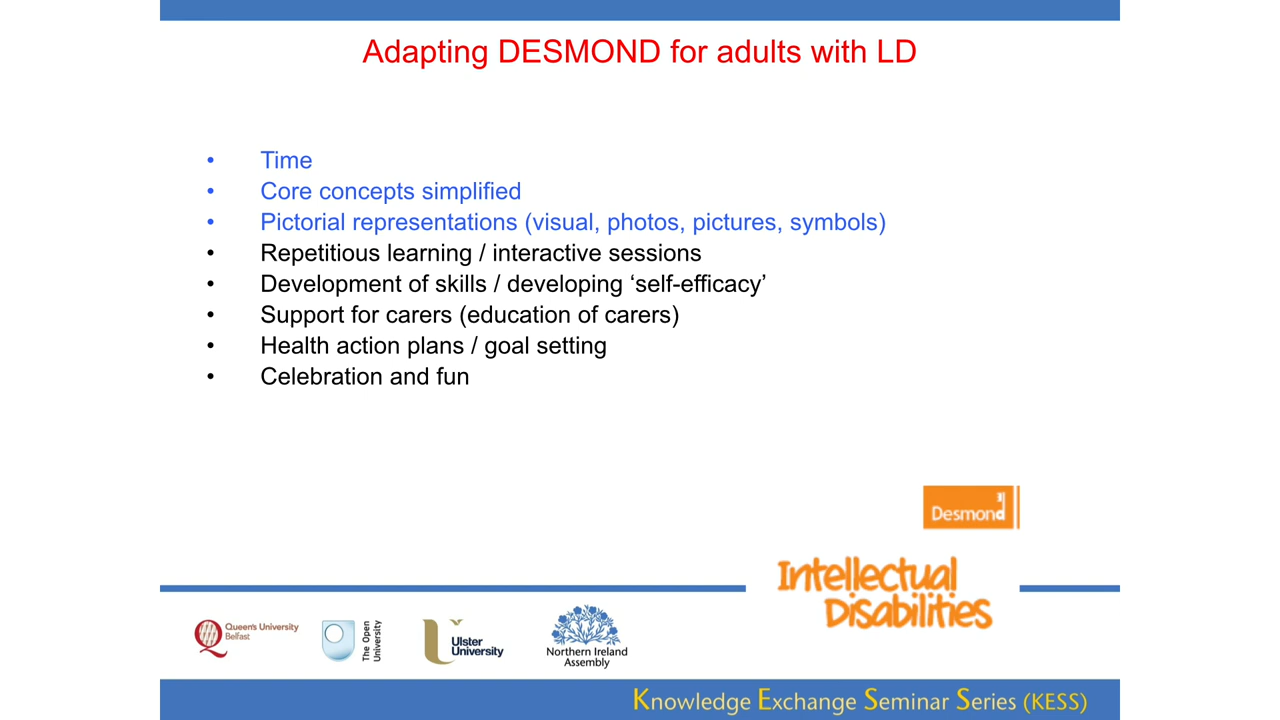 Adapting DESMOND for adults with LD
• Time
• Core concepts simplified
• Pictorial representations (visual, photos, pictures, symbols)
• Repetitious learning / interactive sessions
• Development of skills / developing ‘self-efficacy’
• Support for carers (education of carers)
• Health action plans / goal setting
• Celebration and fun
Desmond
Intellectual
Disabilities
Queen's University
Belfast
The Open
University
Ulster
University
Northern Ireland
Assembly
Knowledge Exchange Seminar Series (KESS)